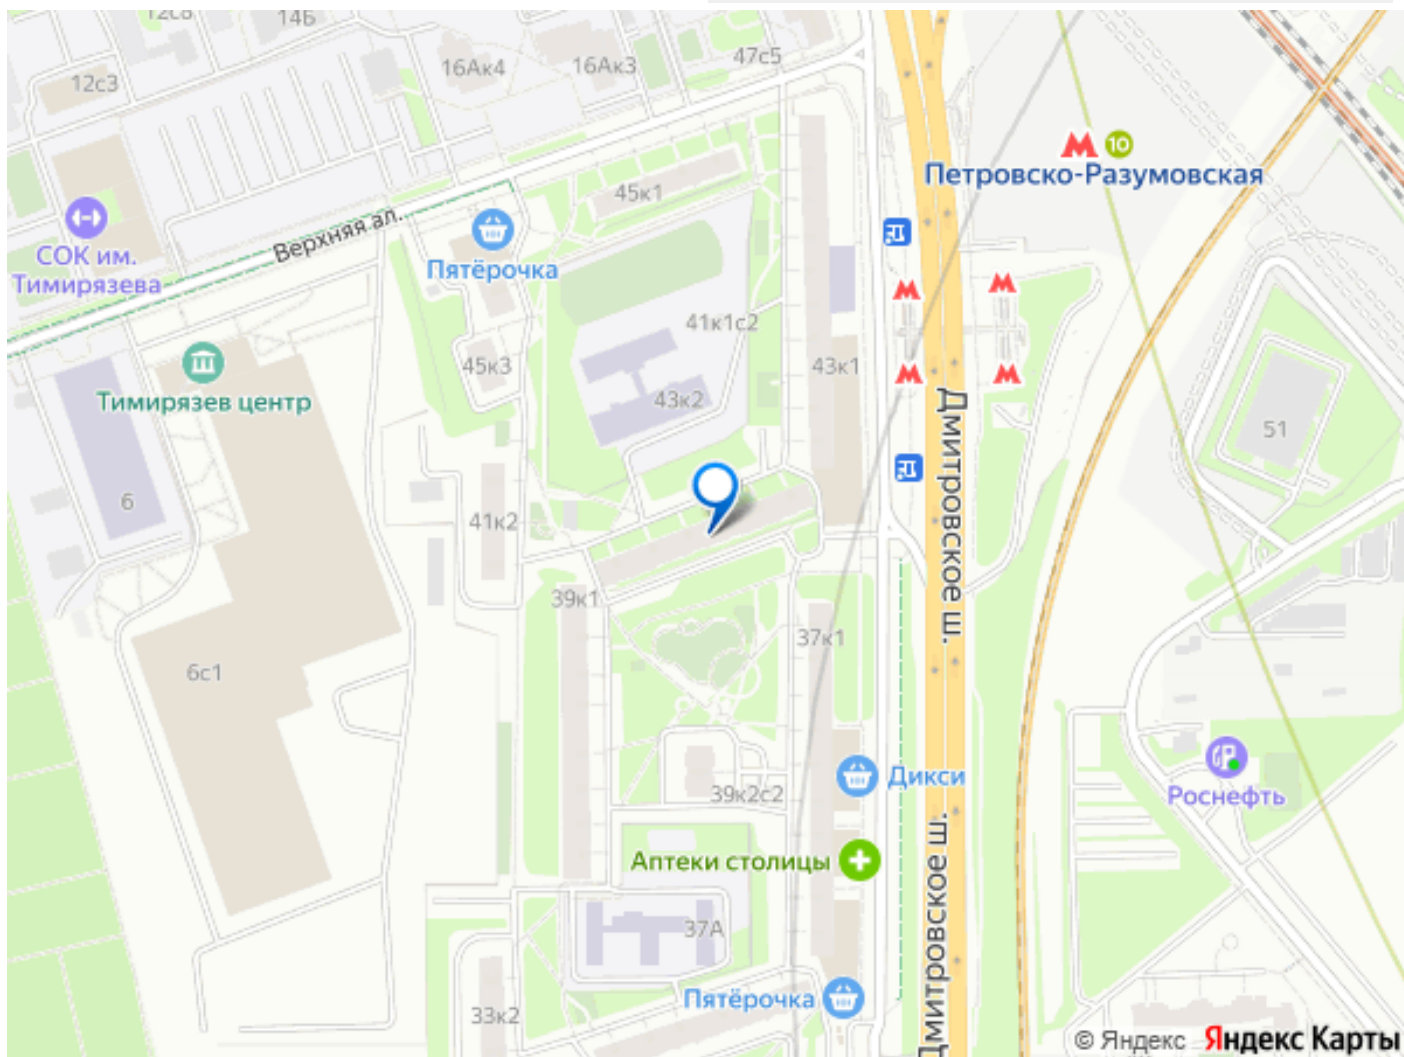 12с8
14Б
47с5
16Ак4
16Ак3
12с3
10
Петровско-Разумовская
45к1
Верхняя ал.
СОК им.
Тимирязева
Пятёрочка
41к1с2
45к3
43к1
Тимирязев центр
43к2
Дмитровское ш.
51
6
41к2
39к1
37к1
6с1
Дикси
39к2с2
Роснефть
Аптеки столицы
Дмитровское ш.
37А
Пятёрочка
33к2
© Яндекс Яндекс Карты